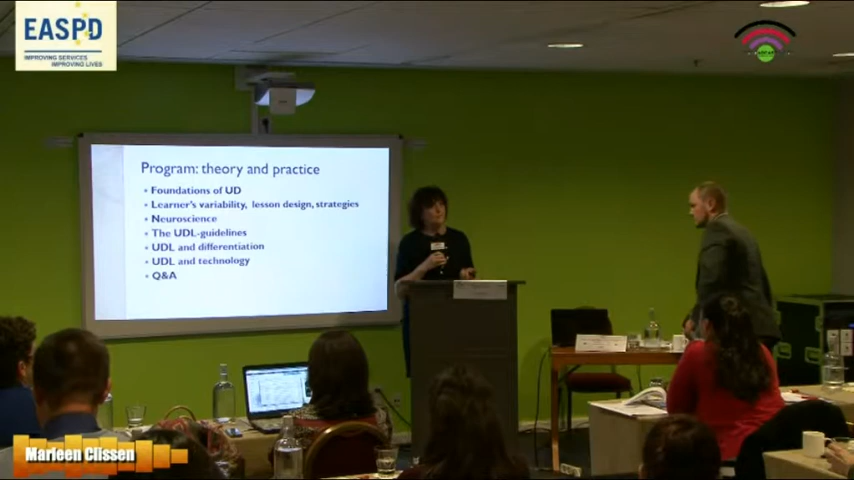 EASPD
IMPROVING SERVICES
IMPROVING LIVES
Program: theory and practice
• Foundations of UD
• Learner's variability, lesson design, strategies
• Neuroscience
• The UDL-guidelines
• UDL and differentiation
• UDL and technology
• Q&A
Marleen Clissen